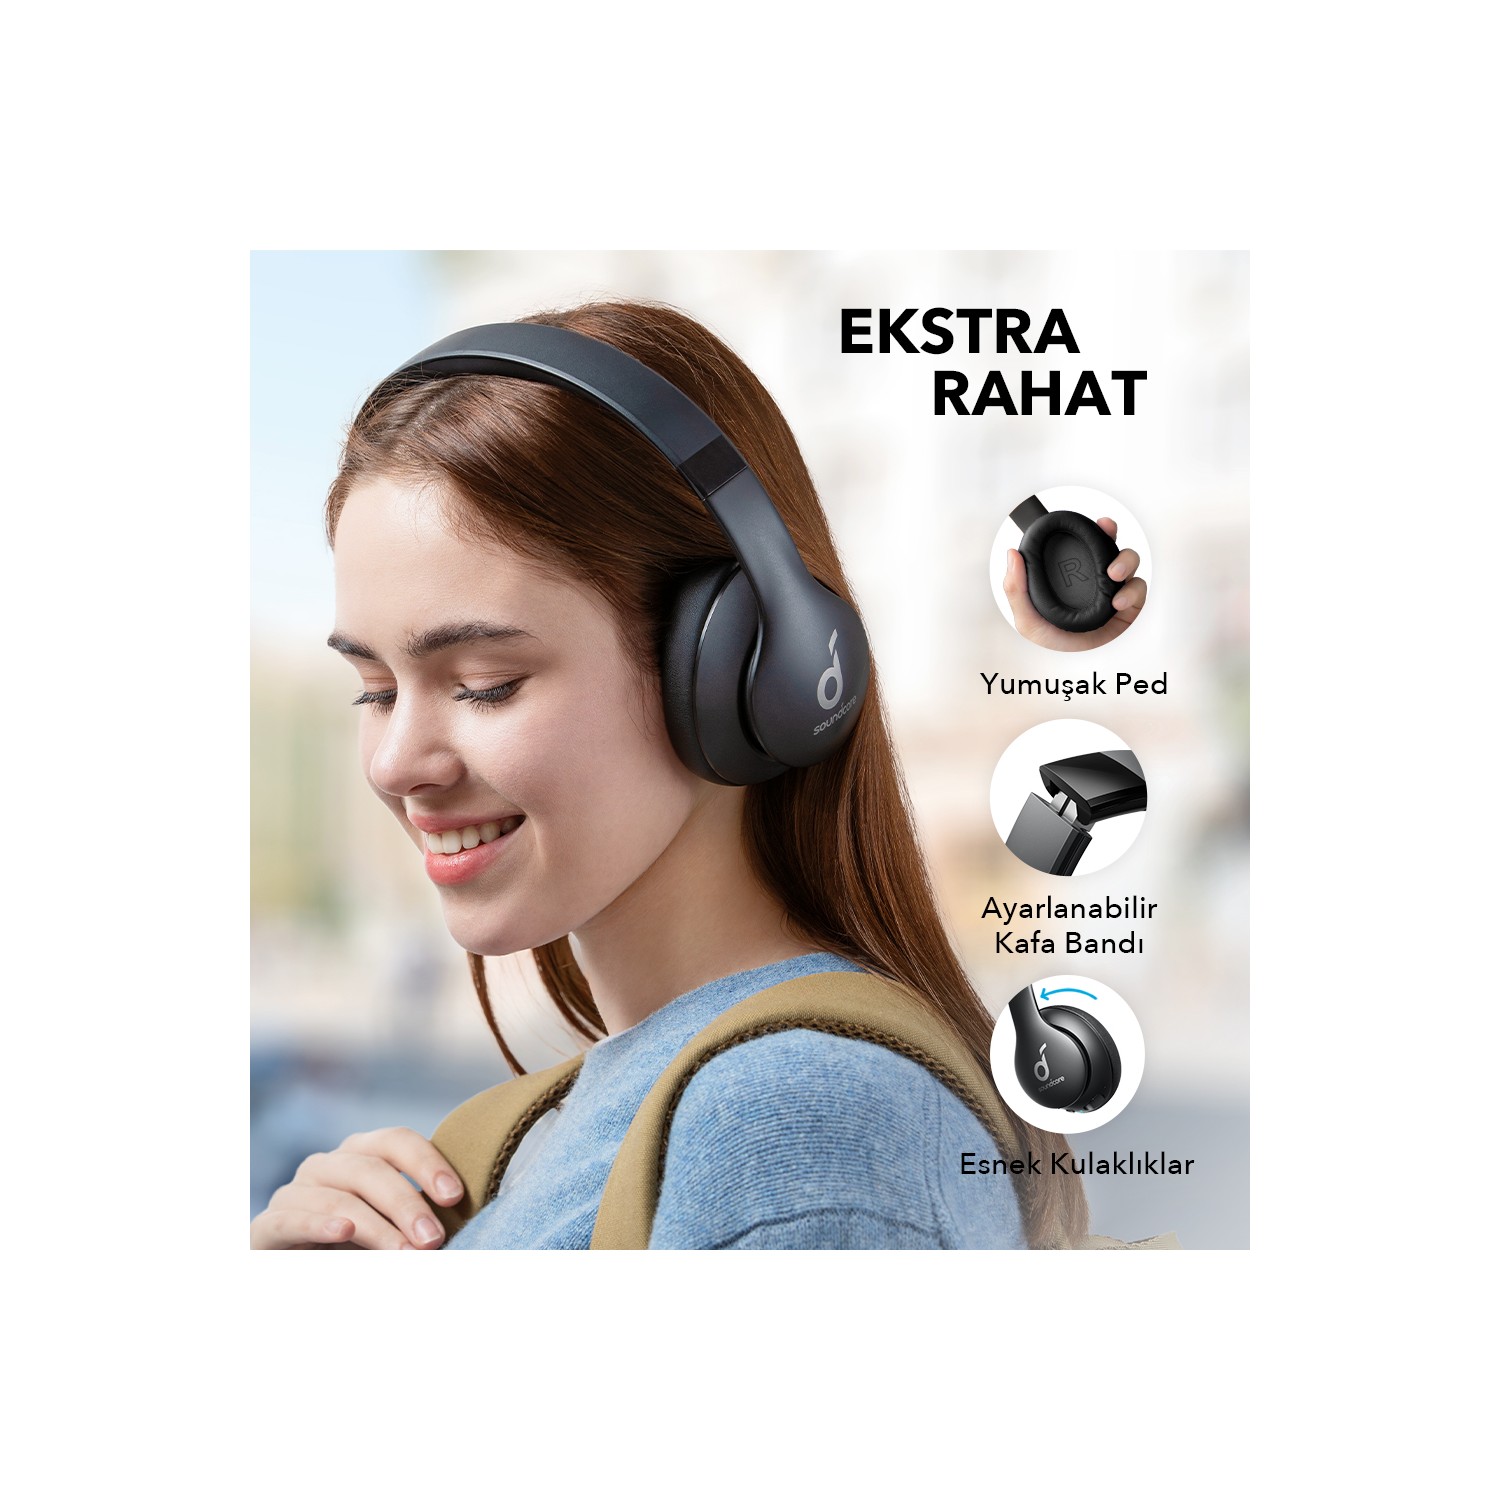 EKSTRA
RAHAT
soundcore
R
Yumuşak Ped
Ayarlanabilir
Kafa Bandı
soundcore
Esnek Kulaklıklar